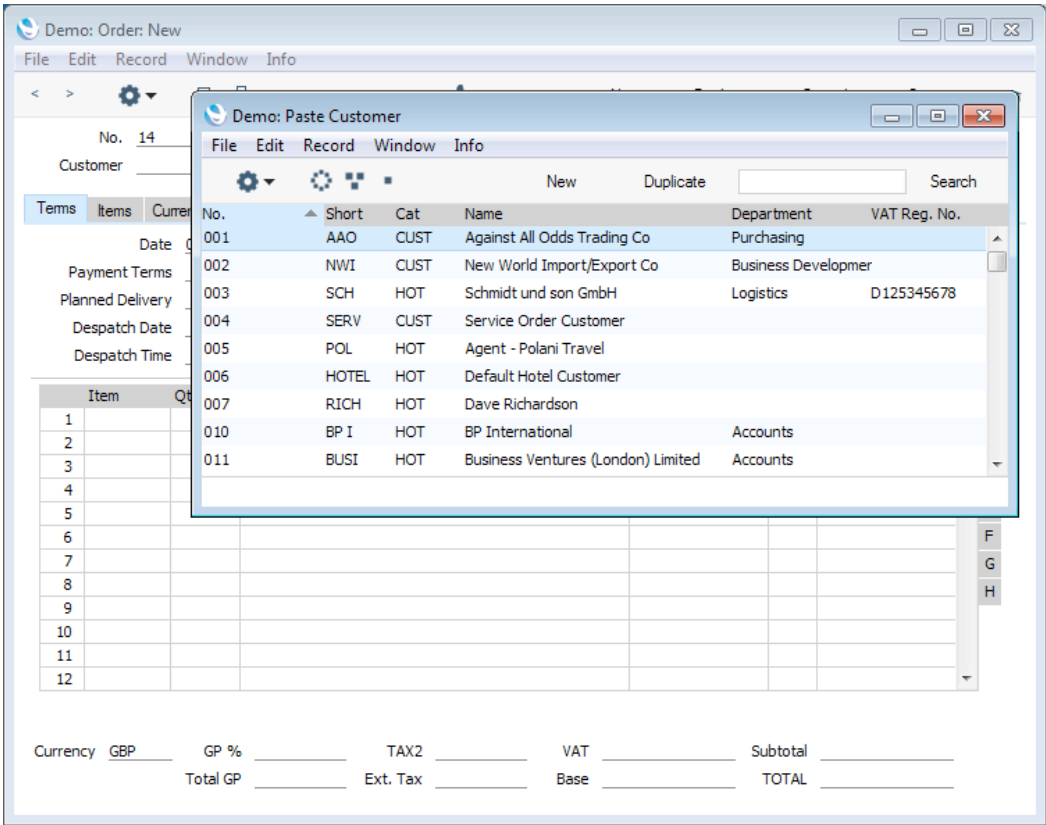 Demo: Order: New
File Edit Record Window Info
< >
No. 14
Customer
Terms Items
Date
Payment Terms
Planned Delivery
Despatch Date
Despatch Time
Item
1
2
3
4
5
6
7
8
9
10
11
12
F
G
H
Demo: Paste Customer
File Edit Record Window Info
New Duplicate Search
No. Short Cat Name Department VAT Reg. No.
001 AAO CUST Against All Odds Trading Co Purchasing
002 NWI CUST New World Import/Export Co Business Developmer
003 SCH HOT Schmidt und son GmbH Logistics D125345678
004 SERV CUST Service Order Customer
005 POL HOT Agent - Polani Travel
006 HOTEL HOT Default Hotel Customer
007 RICH HOT Dave Richardson
010 BP I HOT BP International Accounts
011 BUSI HOT Business Ventures (London) Limited Accounts
Currency GBP GP % TAX2 VAT Subtotal
Total GP Ext. Tax Base TOTAL